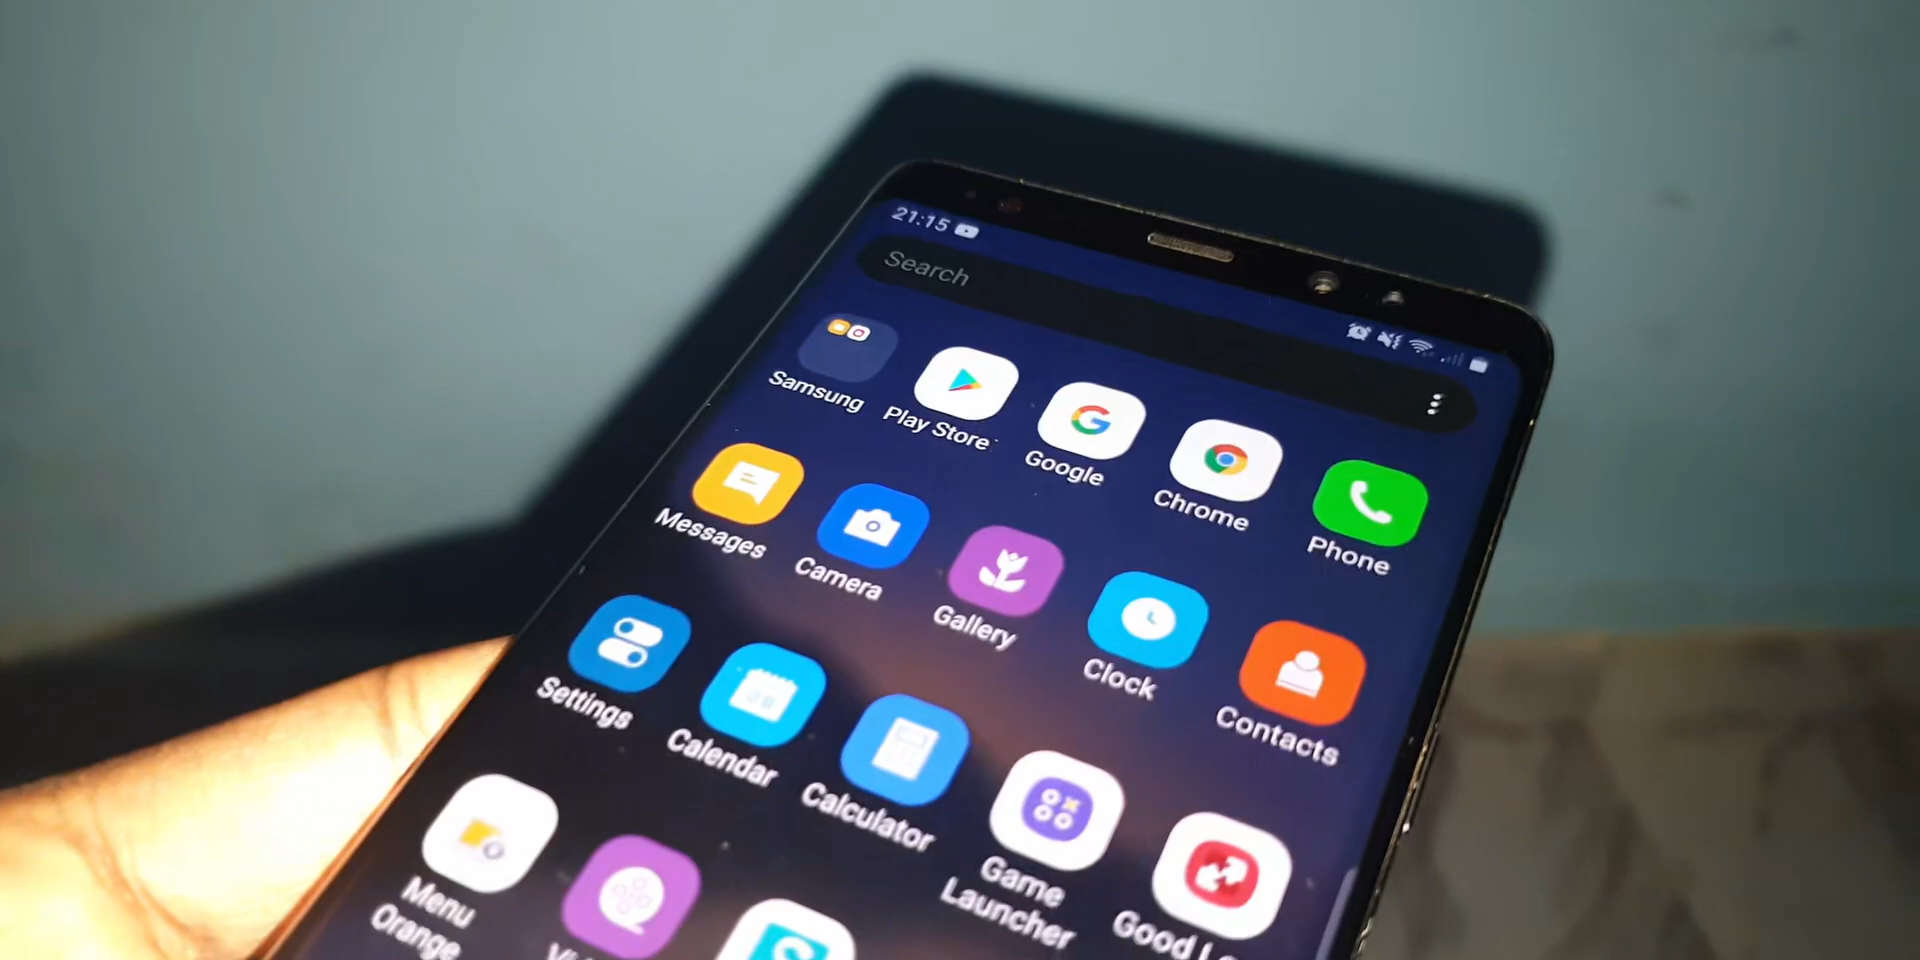 21:15
Search
Samsung
Play Store
Google
Chrome
Phone
Messages
Camera
Gallery
Clock
Contacts
Settings
Calendar
Calculator
Game
Launcher
Good
Menu
Orange